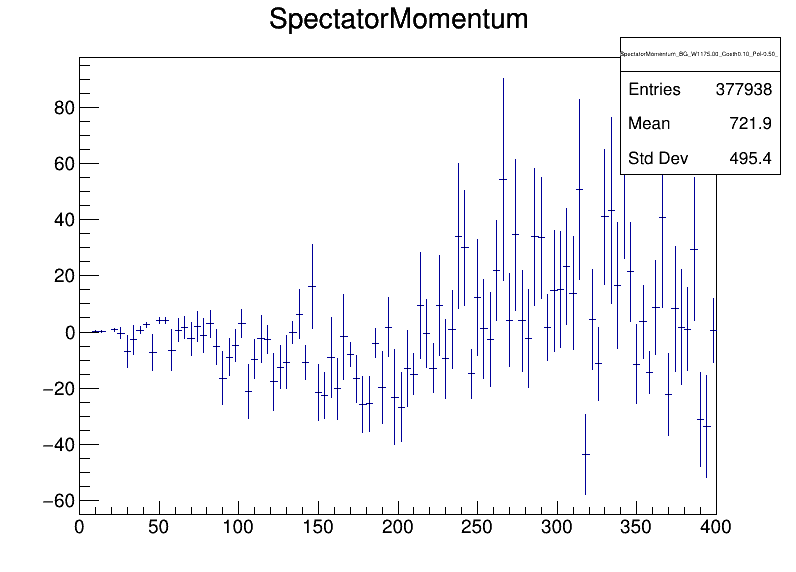 SpectatorMomentum
SpectatorMomentum_BG_W1175.00_Costh0.10_Pol-0.50_
Entries 377938
Mean 721.9
Std Dev 495.4
80
60
40
20
0
−20
−40
−60
0 50 100 150 200 250 300 350 400